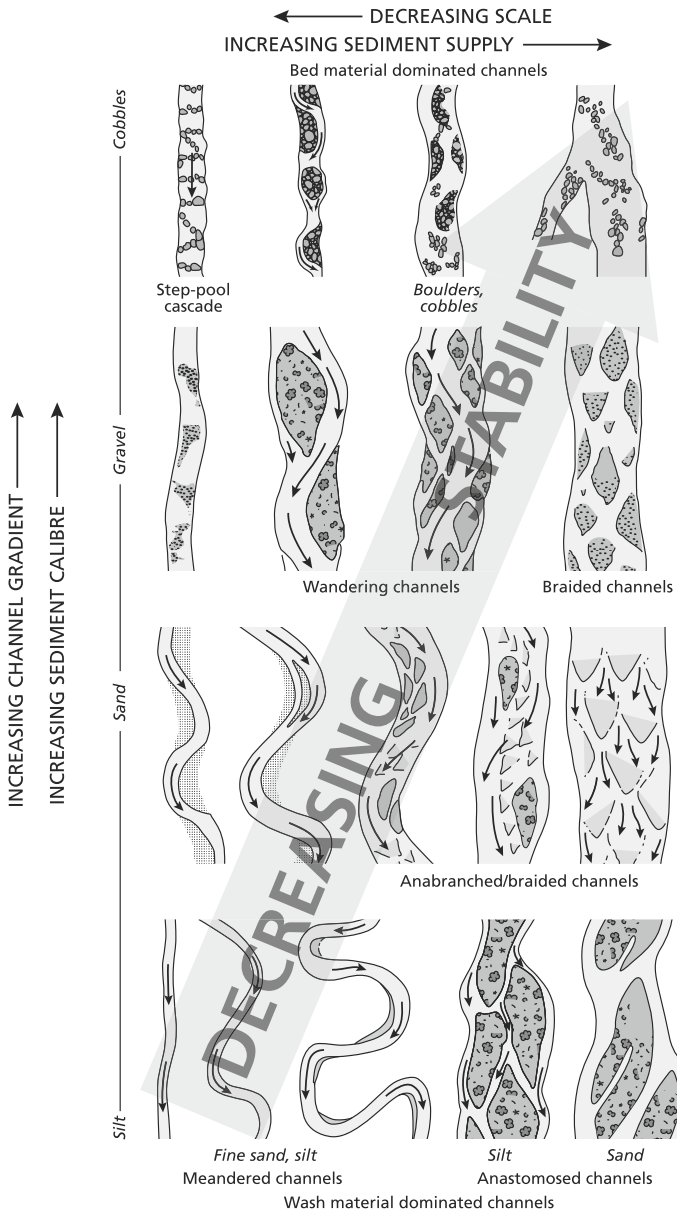 DECREASING SCALE
INCREASING SEDIMENT SUPPLY
Bed material dominated channels
Cobbles
Step-pool
cascade
Boulders,
cobbles
Gravel
Wandering channels
Braided channels
INCREASING CHANNEL GRADIENT
INCREASING SEDIMENT CALIBRE
Sand
DECREASING STABILITY
Anabranched/braided channels
Silt
Fine sand, silt
Silt
Sand
Meandered channels
Anastomosed channels
Wash material dominated channels